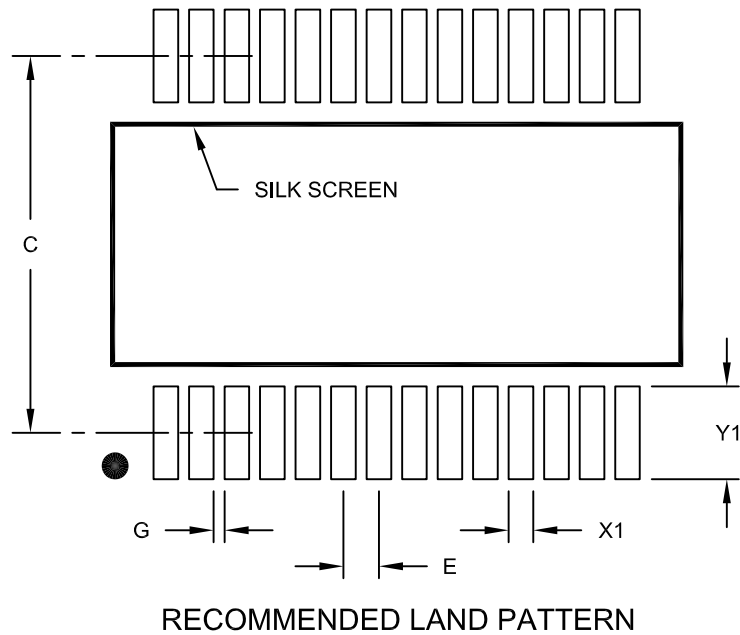 SILK SCREEN
C
Y1
G
X1
E
RECOMMENDED LAND PATTERN